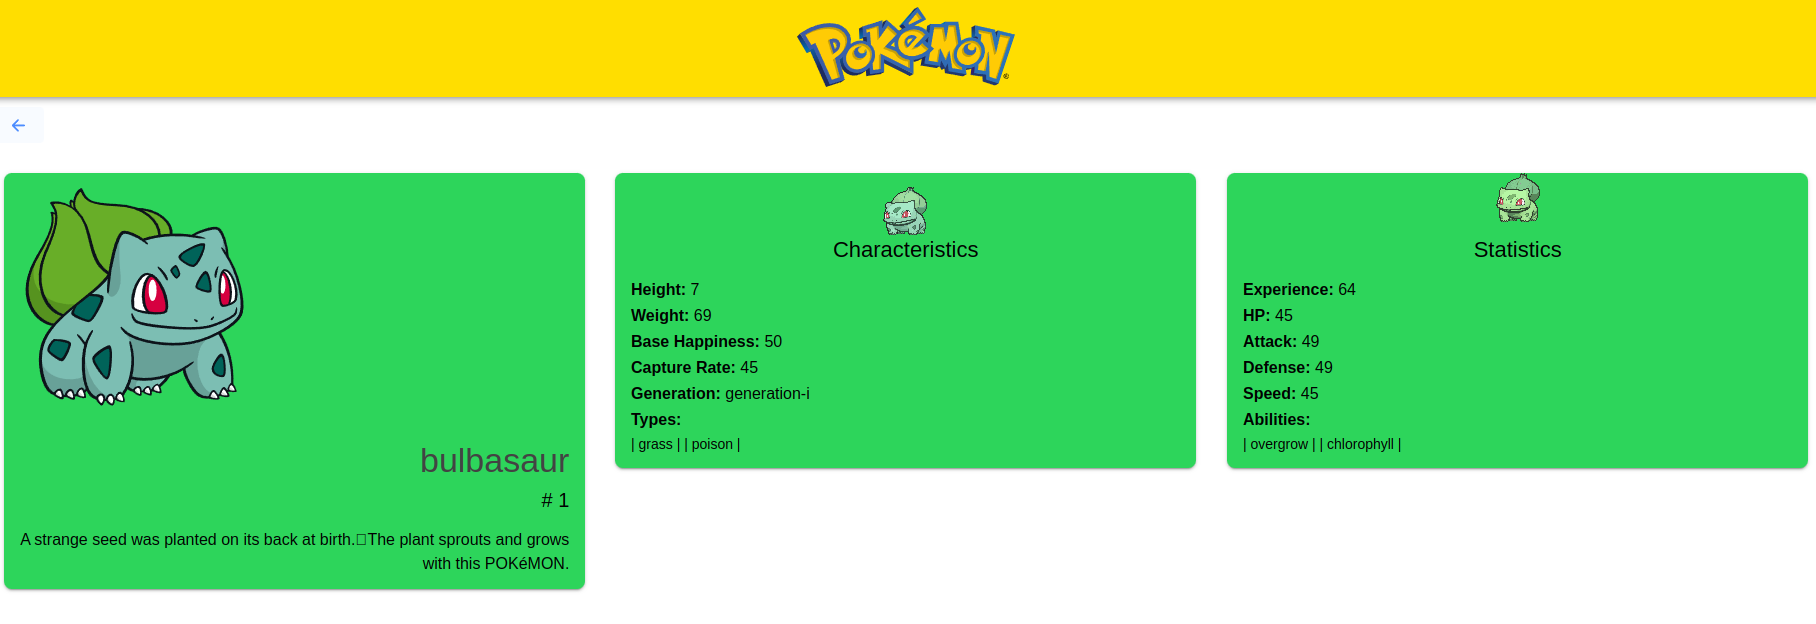 POKéMON
bulbasaur
# 1
A strange seed was planted on its back at birth.□The plant sprouts and grows
with this POKéMON.
Characteristics
Height: 7
Weight: 69
Base Happiness: 50
Capture Rate: 45
Generation: generation-i
Types:
| grass | | poison |
Statistics
Experience: 64
HP: 45
Attack: 49
Defense: 49
Speed: 45
Abilities:
| overgrow | | chlorophyll |